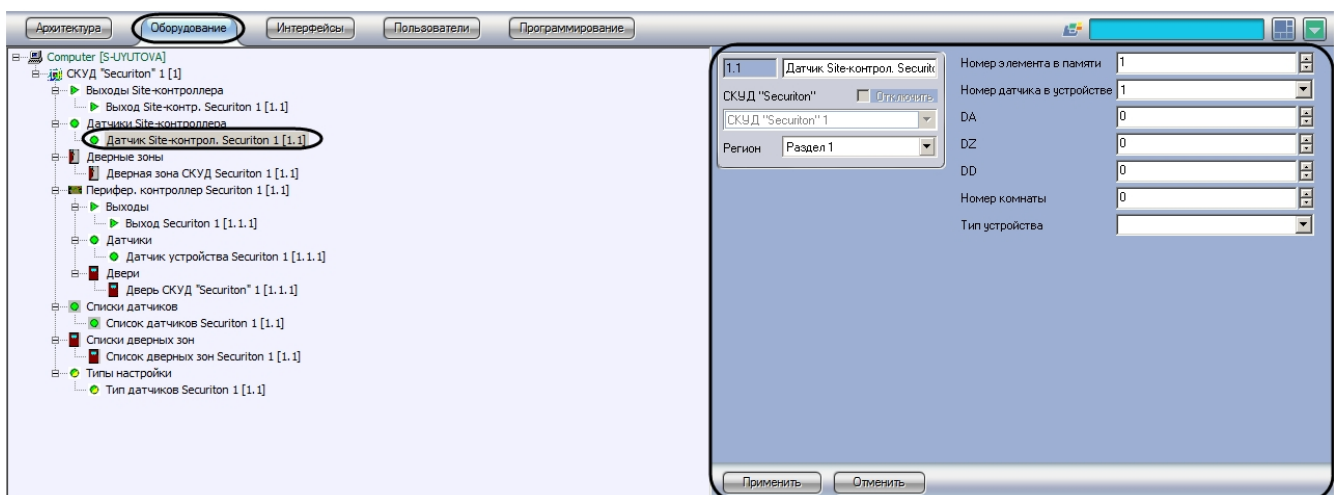 Архитектура Оборудование Интерфейсы Пользователи Программирование
Computer [S-UYUTOVA]
СКУД "Securiton" 1 [1]
Выходы Site-контроллера
Выход Site-контр. Securiton 1 [1.1]
Датчики Site-контроллера
Датчик Site-контрол. Securiton 1 [1.1]
Дверные зоны
Дверная зона СКУД Securiton 1 [1.1]
Перифер. контроллер Securiton 1 [1.1]
Выходы
Выход Securiton 1 [1.1.1]
Датчики
Датчик устройства Securiton 1 [1.1.1]
Двери
Дверь СКУД "Securiton" 1 [1.1.1]
Списки датчиков
Список датчиков Securiton 1 [1.1]
Списки дверных зон
Список дверных зон Securiton 1 [1.1]
Типы настройки
Тип датчиков Securiton 1 [1.1]
1.1 Датчик Site-контрол. Securito
СКУД "Securiton" Отключить
СКУД "Securiton" 1
Регион Раздел 1
Номер элемента в памяти 1
Номер датчика в устройстве 1
DA 0
DZ 0
DD 0
Номер комнаты 0
Тип устройства
Применить Отменить